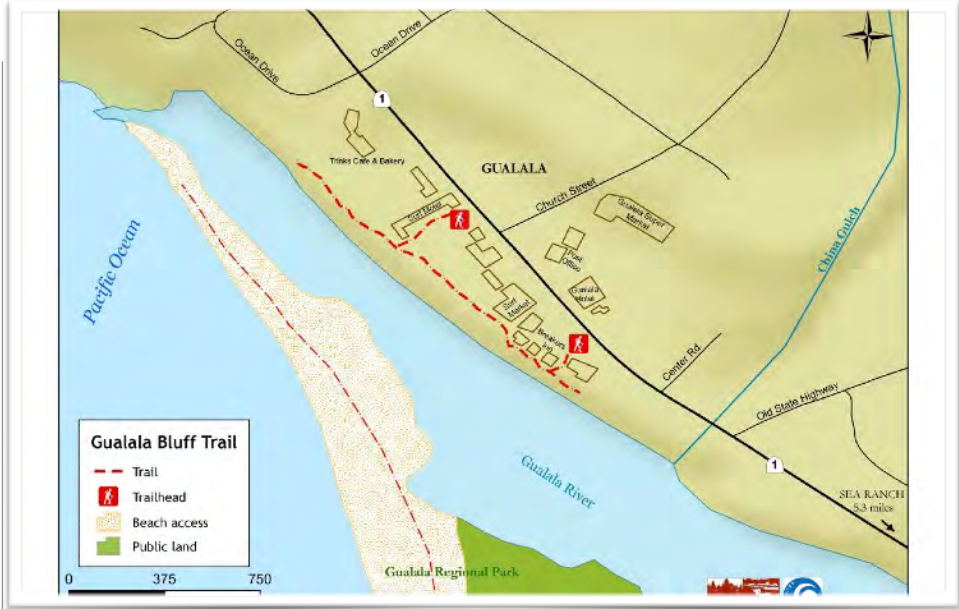 Ocean Drive
Ocean Drive
1
Trinks Cafe & Bakery
GUALALA
Surf Motel
Church Street
Gualala Super
Market
China Gulch
Post
Office
Gualala
Motel
Surf
Market
Breakers
Inn
Center Rd.
Old State Highway
1
SEA RANCH
5.3 miles
Pacific Ocean
Gualala River
Gualala Regional Park
Gualala Bluff Trail
Trail
Trailhead
Beach access
Public land
0 375 750